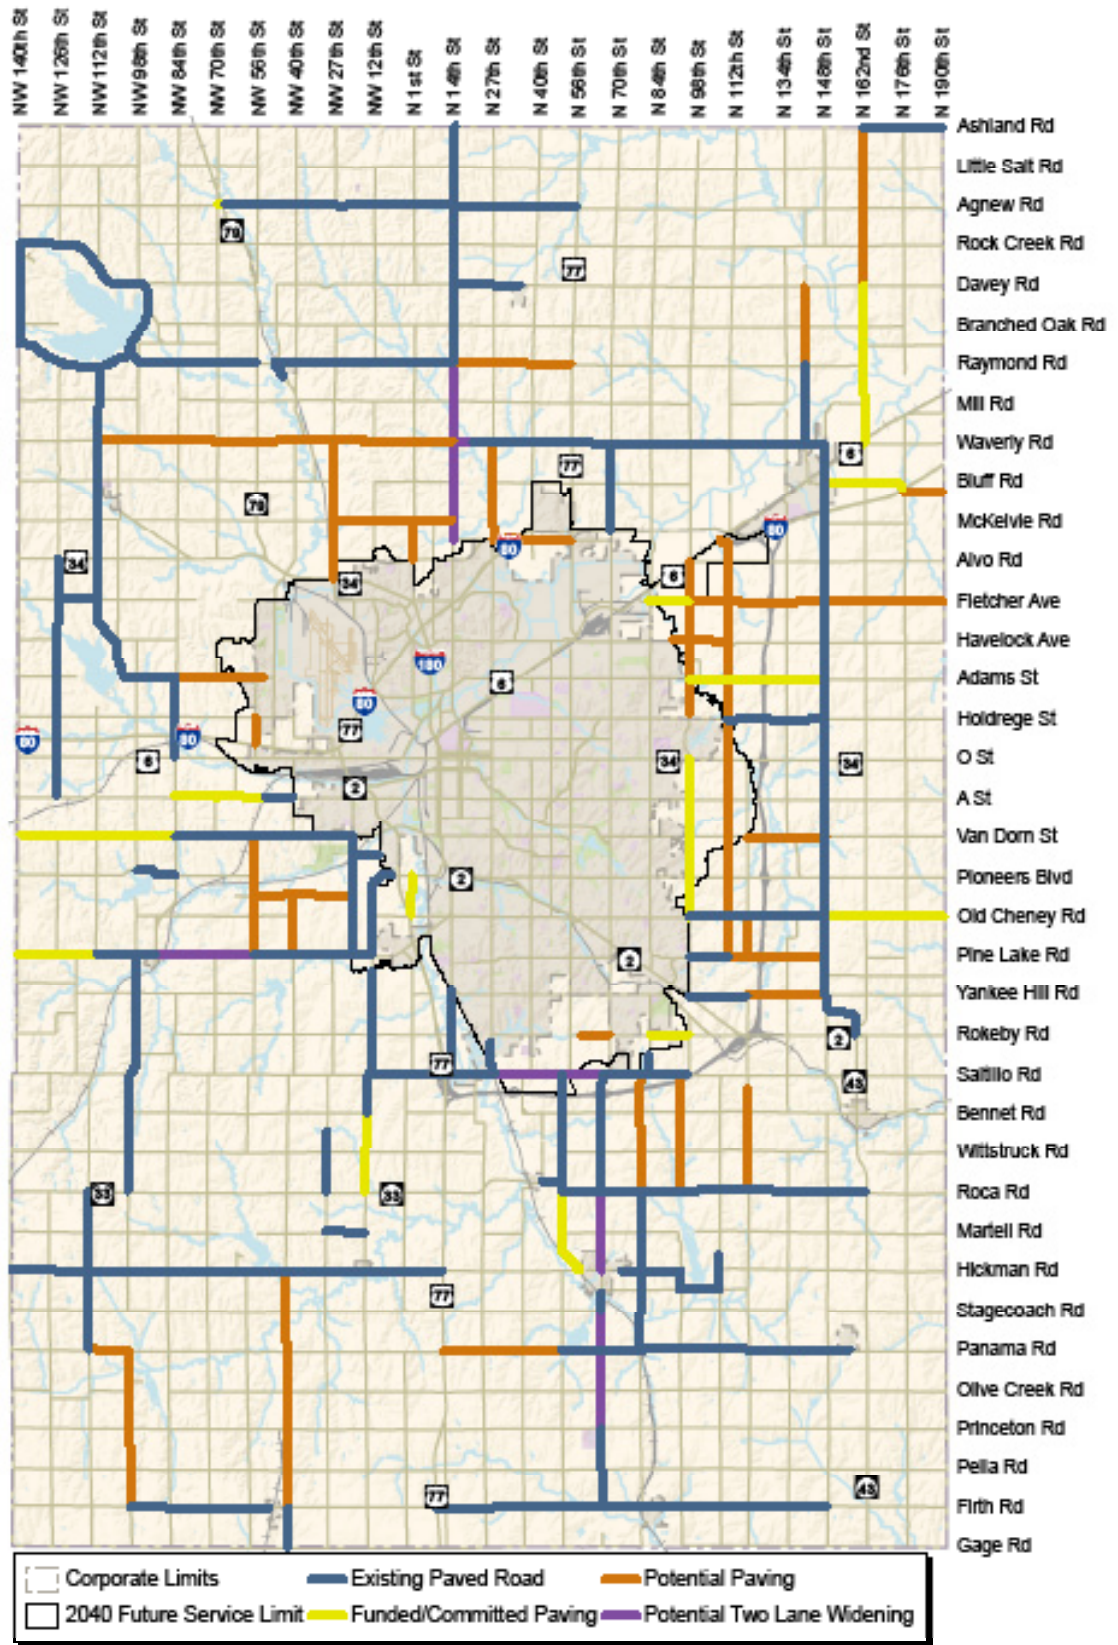 NW 140th St
NW 126th St
NW 112th St
NW 98th St
NW 84th St
NW 70th St
NW 56th St
NW 40th St
NW 27th St
NW 12th St
N 1st St
N 14th St
N 27th St
N 40th St
N 56th St
N 70th St
N 84th St
N 98th St
N 112th St
N 134th St
N 148th St
N 162nd St
N 176th St
N 190th St
Ashland Rd
Little Salt Rd
Agnew Rd
79
Rock Creek Rd
77
Davey Rd
Branched Oak Rd
Raymond Rd
Mill Rd
Waverly Rd
6
77
Bluff Rd
79
McKelvie Rd
80
80
Alvo Rd
34
6
34
Fletcher Ave
Havelock Ave
180
Adams St
6
80
Holdrege St
77
80
80
6
O St
34
34
2
A St
Van Dorn St
Pioneers Blvd
2
Old Cheney Rd
Pine Lake Rd
2
Yankee Hill Rd
Rokeby Rd
2
77
Saltillo Rd
43
Bennet Rd
Wittstruck Rd
33
33
Roca Rd
Martell Rd
Hickman Rd
77
Stagecoach Rd
Panama Rd
Olive Creek Rd
Princeton Rd
Pella Rd
43
77
Firth Rd
Gage Rd
Corporate Limits
Existing Paved Road
Potential Paving
2040 Future Service Limit
Funded/Committed Paving
Potential Two Lane Widening